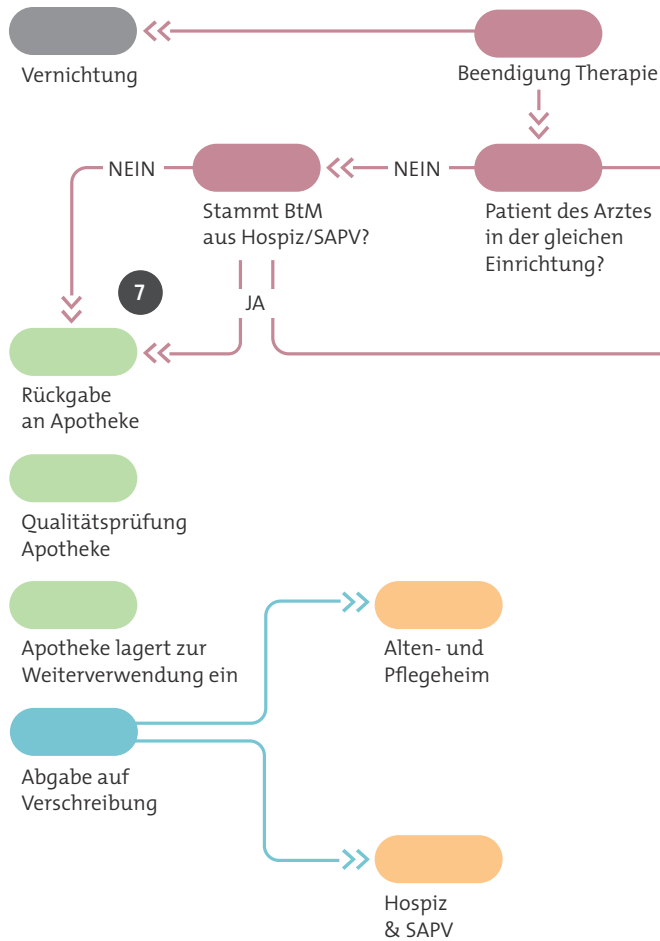 Vernichtung
Beendigung Therapie
NEIN
NEIN
Stammt BtM
aus Hospiz/SAPV?
Patient des Arztes
in der gleichen
Einrichtung?
7
JA
Rückgabe
an Apotheke
Qualitätsprüfung
Apotheke
Apotheke lagert zur
Weiterverwendung ein
Alten- und
Pflegeheim
Abgabe auf
Verschreibung
Hospiz
& SAPV